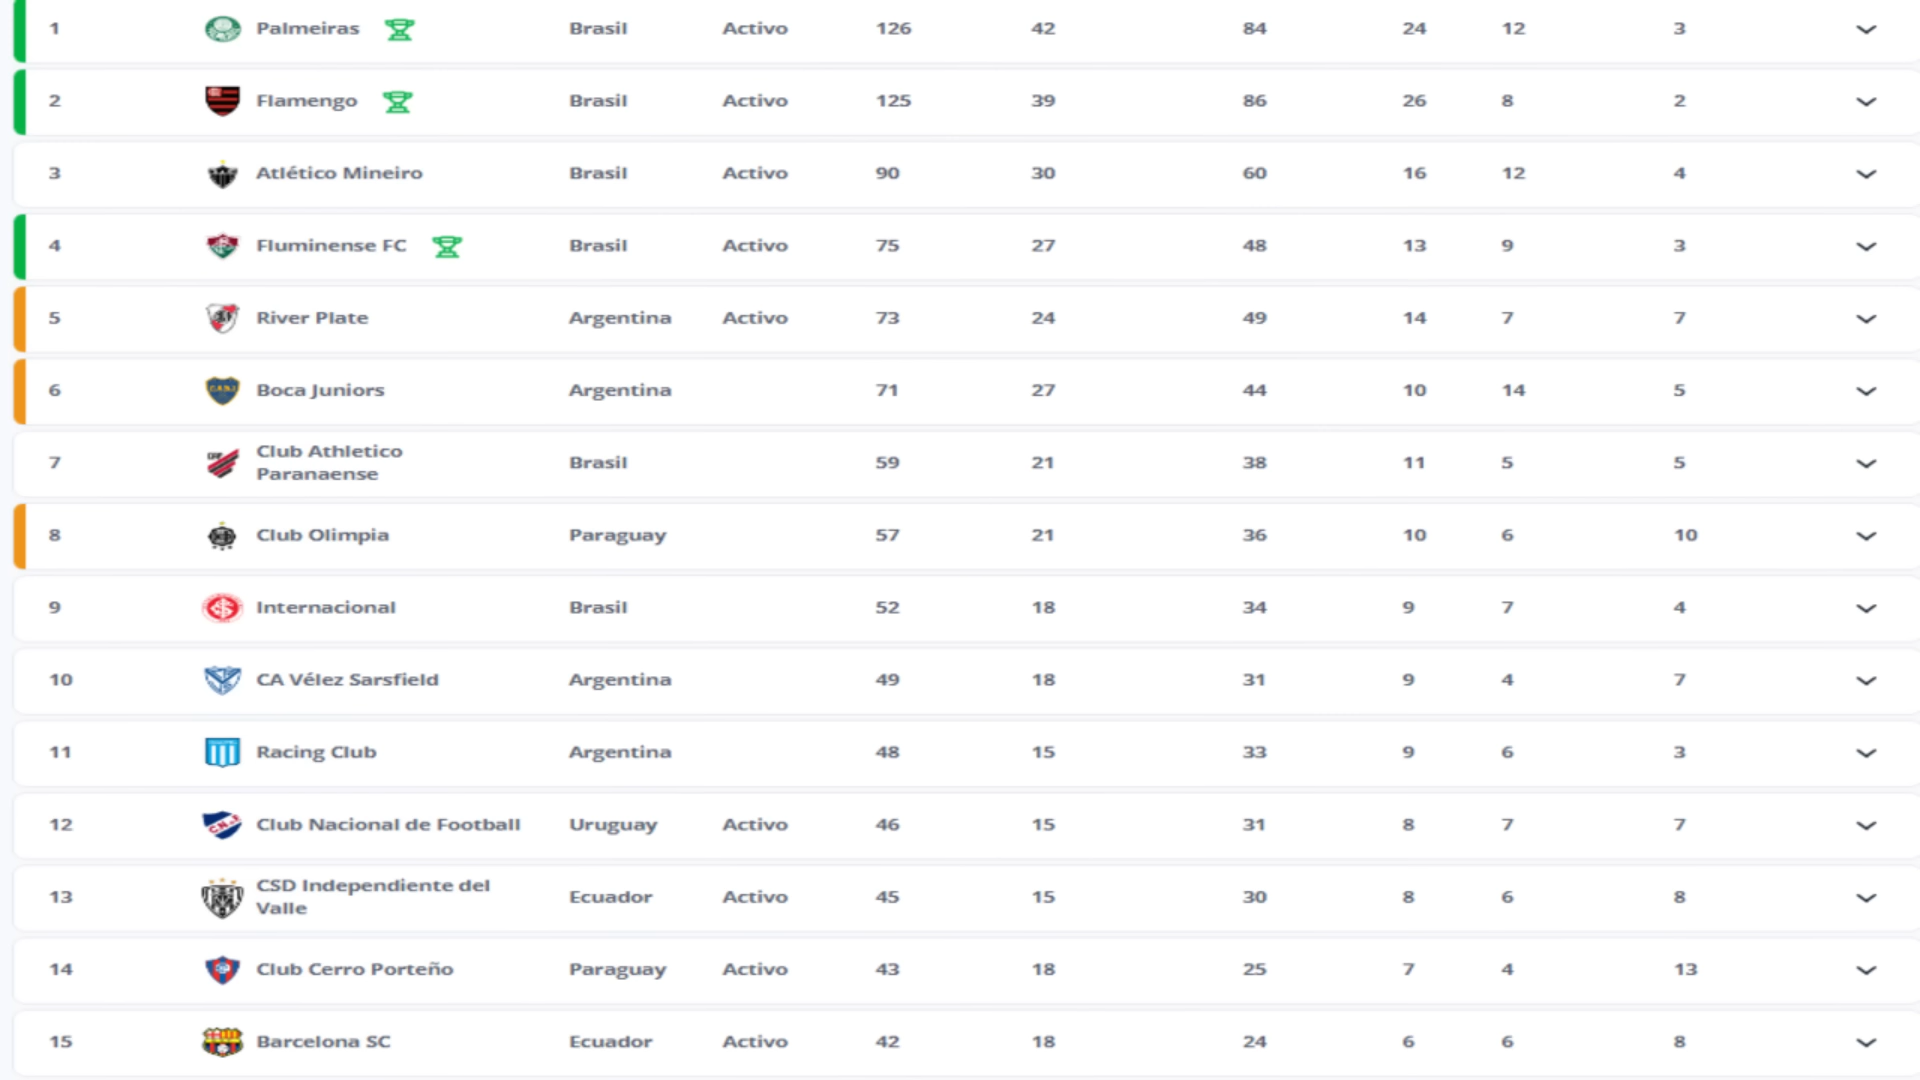 1 Palmeiras Brasil Activo 126 42 84 24 12 3
2 Flamengo Brasil Activo 125 39 86 26 8 2
3 Atlético Mineiro Brasil Activo 90 30 60 16 12 4
4 Fluminense FC Brasil Activo 75 27 48 13 9 3
5 River Plate Argentina Activo 73 24 49 14 7 7
6 Boca Juniors Argentina 71 27 44 10 14 5
7 Club Athletico
Paranaense Brasil 59 21 38 11 5 5
8 Club Olimpia Paraguay 57 21 36 10 6 10
9 Internacional Brasil 52 18 34 9 7 4
10 CA Vélez Sarsfield Argentina 49 18 31 9 4 7
11 Racing Club Argentina 48 15 33 9 6 3
12 Club Nacional de Football Uruguay Activo 46 15 31 8 7 7
13 CSD Independiente del
Valle Ecuador Activo 45 15 30 8 6 8
14 Club Cerro Porteño Paraguay Activo 43 18 25 7 4 13
15 Barcelona SC Ecuador Activo 42 18 24 6 6 8